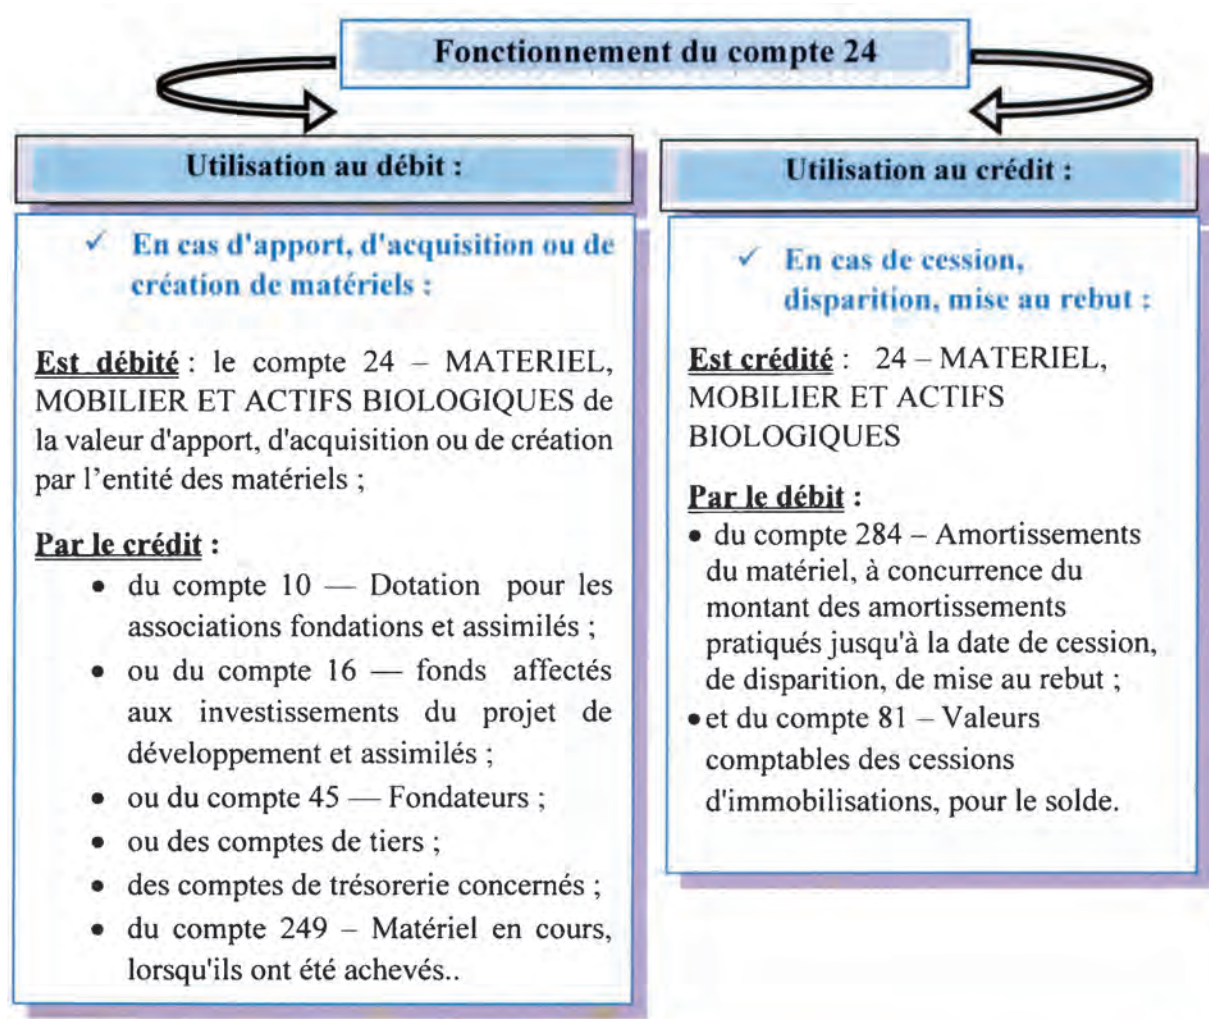 Fonctionnement du compte 24
Utilisation au débit :
✓ En cas d'apport, d'acquisition ou de
création de matériels :
Est débité : le compte 24 – MATERIEL,
MOBILIER ET ACTIFS BIOLOGIQUES de
la valeur d'apport, d'acquisition ou de création
par l'entité des matériels ;
Par le crédit :
• du compte 10 — Dotation pour les
associations fondations et assimilés ;
• ou du compte 16 — fonds affectés
aux investissements du projet de
développement et assimilés ;
• ou du compte 45 — Fondateurs ;
• ou des comptes de tiers ;
• des comptes de trésorerie concernés ;
• du compte 249 – Matériel en cours,
lorsqu'ils ont été achevés..
Utilisation au crédit :
✓ En cas de cession,
disparition, mise au rebut :
Est crédité : 24 – MATERIEL,
MOBILIER ET ACTIFS
BIOLOGIQUES
Par le débit :
• du compte 284 – Amortissements
du matériel, à concurrence du
montant des amortissements
pratiqués jusqu'à la date de cession,
de disparition, de mise au rebut ;
• et du compte 81 – Valeurs
comptables des cessions
d'immobilisations, pour le solde.